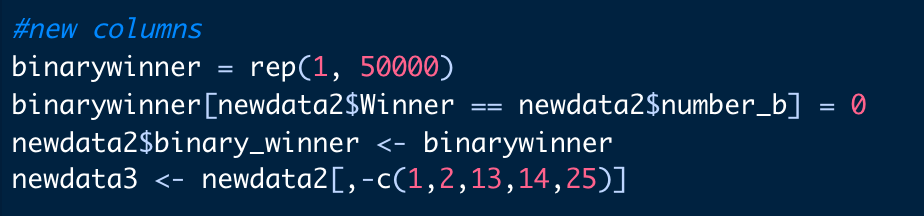 #new columns
binarywinner = rep(1, 50000)
binarywinner[newdata2$Winner == newdata2$number_b] = 0
newdata2$binary_winner <- binarywinner
newdata3 <- newdata2[,-c(1,2,13,14,25)]